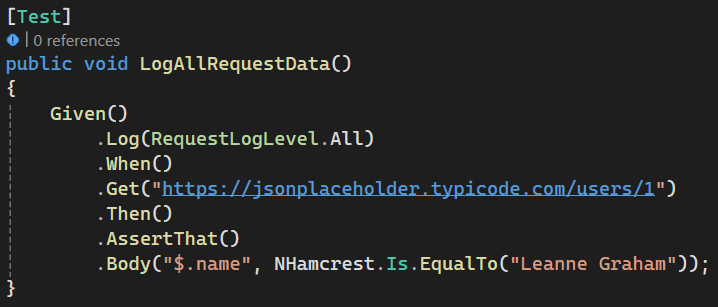 [Test]
| 0 references
public void LogAllRequestData()
{
Given()
.Log(RequestLogLevel.All)
.When()
.Get("https://jsonplaceholder.typicode.com/users/1")
.Then()
.AssertThat()
.Body("$.name", NHamcrest.Is.EqualTo("Leanne Graham"));
}